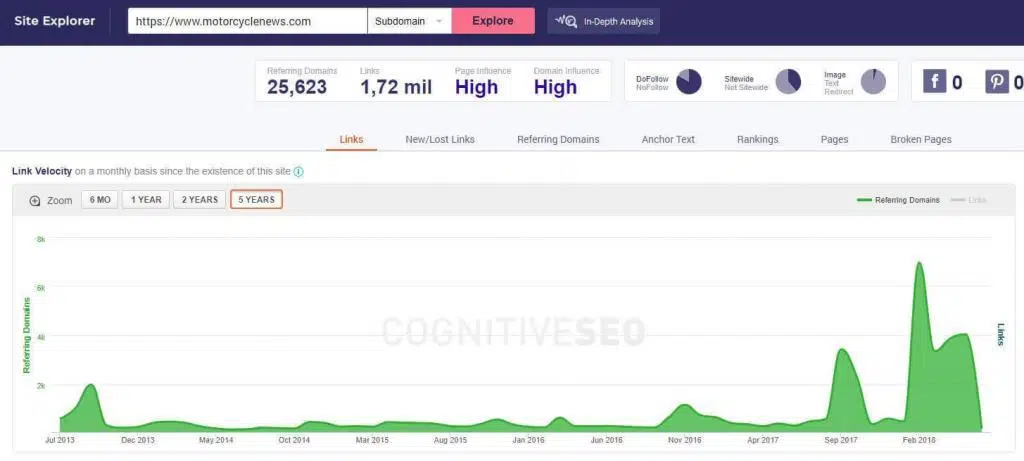 Site Explorer
https://www.motorcyclenews.com
Subdomain
Explore
In-Depth Analysis
Referring Domains
25,623
Links
1,72 mil
Page Influence
High
Domain Influence
High
DoFollow
NoFollow
Sitewide
Not Sitewide
Image
Text
Redirect
f 0
0
Links
New/Lost Links
Referring Domains
Anchor Text
Rankings
Pages
Broken Pages
Link Velocity on a monthly basis since the existence of this site
Zoom
6 MO
1 YEAR
2 YEARS
5 YEARS
Referring Domains
Links
8k
6k
4k
2k
Referring Domains
COGNITIVESEO
Links
Jul 2013
Dec 2013
May 2014
Oct 2014
Mar 2015
Aug 2015
Jan 2016
Jun 2016
Nov 2016
Apr 2017
Sep 2017
Feb 2018